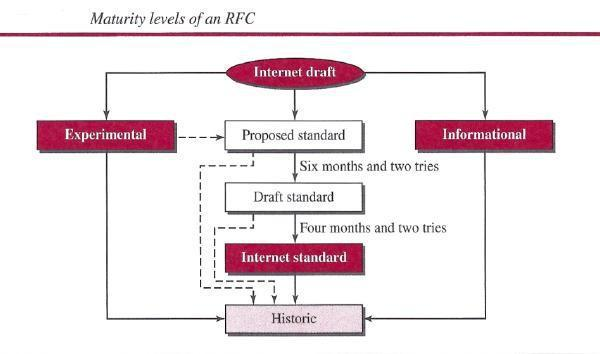 Maturity levels of an RFC
Internet draft
Experimental
Proposed standard
Informational
Six months and two tries
Draft standard
Four months and two tries
Internet standard
Historic